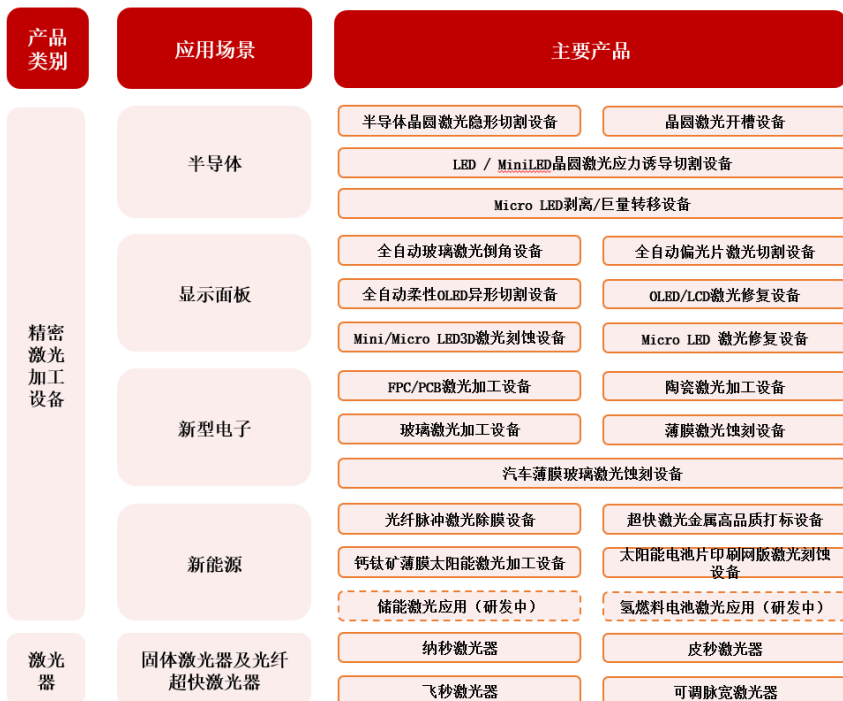 产品
类别
应用场景
主要产品
精密
激光
加工
设备
半导体
半导体晶圆激光隐形切割设备
晶圆激光开槽设备
LED / MiniLED晶圆激光应力诱导切割设备
Micro LED剥离/巨量转移设备
显示面板
全自动玻璃激光倒角设备
全自动偏光片激光切割设备
全自动柔性OLED异形切割设备
OLED/LCD激光修复设备
Mini/Micro LED3D激光刻蚀设备
Micro LED 激光修复设备
新型电子
FPC/PCB激光加工设备
陶瓷激光加工设备
玻璃激光加工设备
薄膜激光蚀刻设备
汽车薄膜玻璃激光蚀刻设备
新能源
光纤脉冲激光除膜设备
超快激光金属高品质打标设备
钙钛矿薄膜太阳能激光加工设备
太阳能电池片印刷网版激光刻蚀
设备
储能激光应用（研发中）
氢燃料电池激光应用（研发中）
激光
器
固体激光器及光纤
超快激光器
纳秒激光器
皮秒激光器
飞秒激光器
可调脉宽激光器